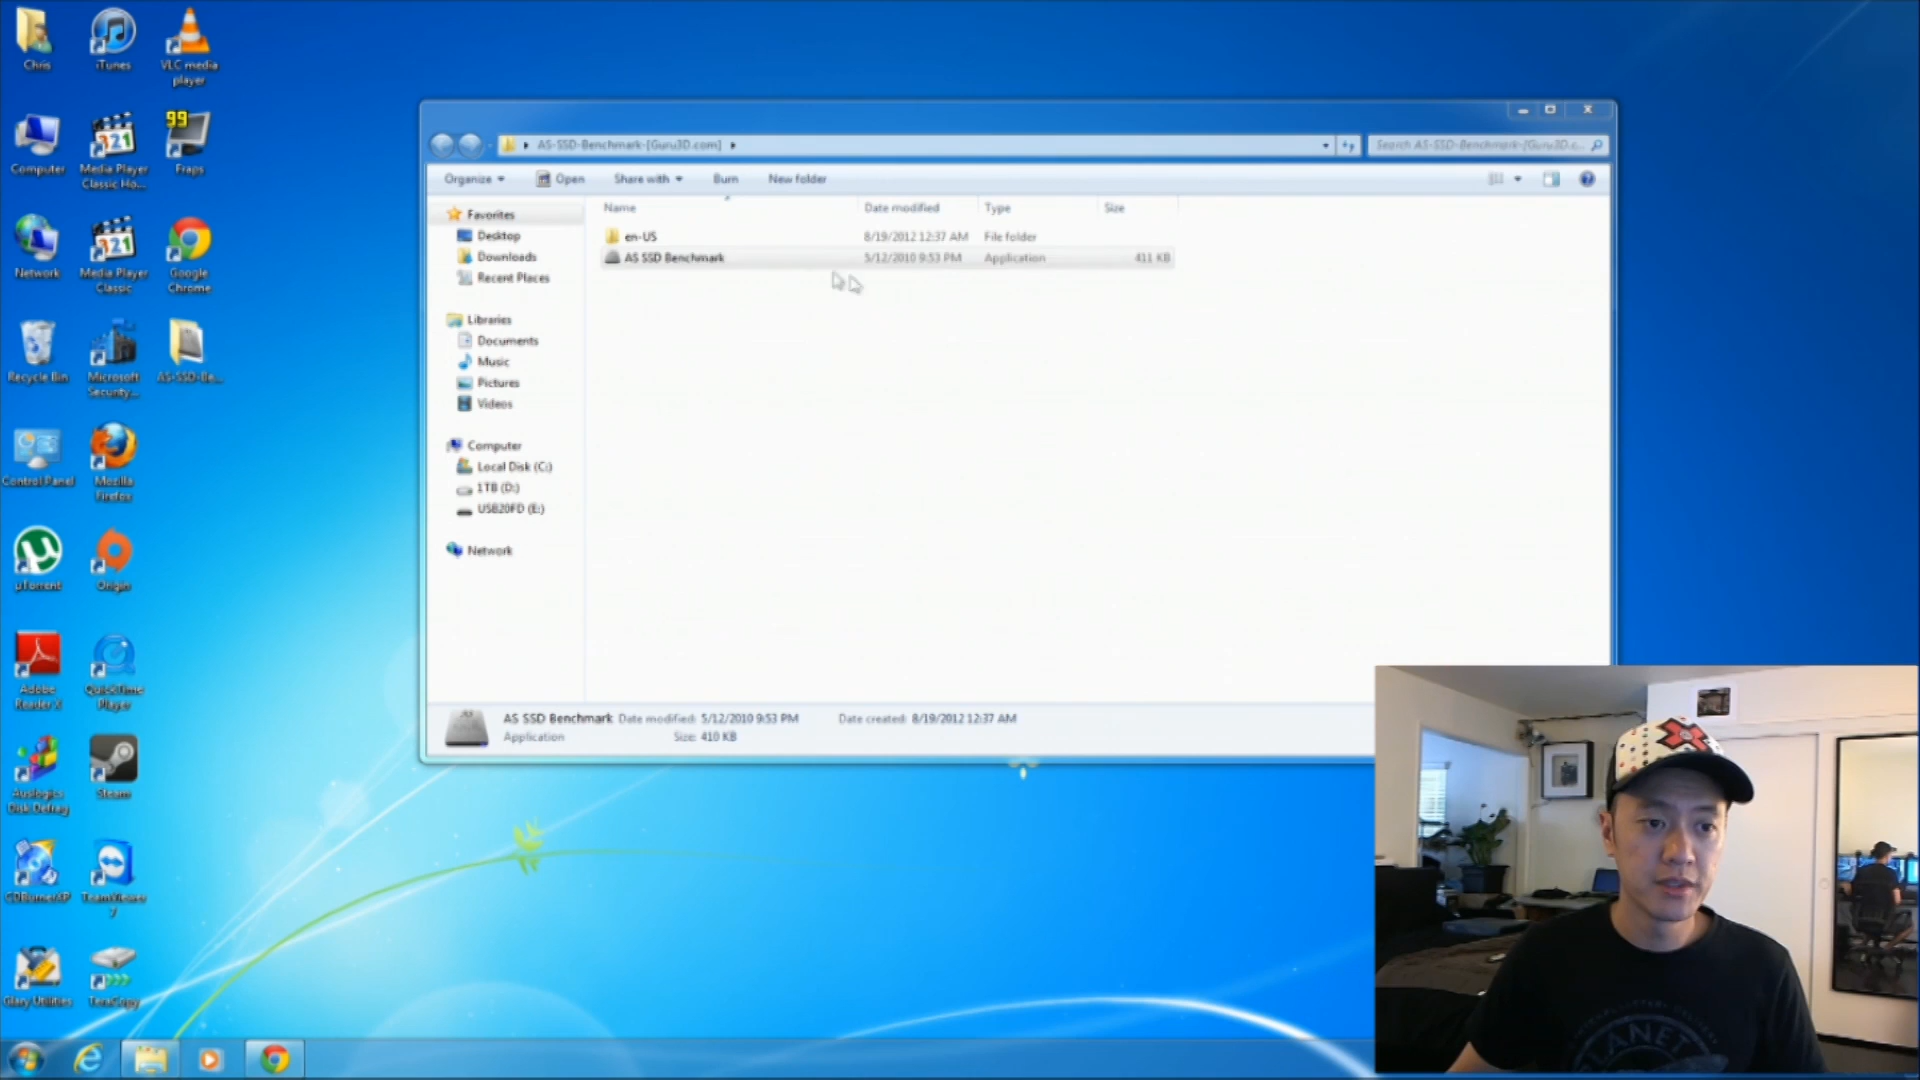 Chris
iTunes
VLC media
player
Computer
Media Player
Classic Ho...
99
Fraps
Network
321
Media Player
Classic
Google
Chrome
Recycle Bin
Microsoft
Security...
AS-SSD-Be...
Control Panel
Mozilla
Firefox
µTorrent
Origin
Adobe
Reader X
QuickTime
Player
Auslogics
Disk Defrag
Steam
CDBurnerXP
TeamViewer
7
Glary Utilities
TeraCopy
AS-SSD-Benchmark-[Guru3D.com]
Search AS-SSD-Benchmark-[Guru3D.c...
Organize
Open
Share with
Burn
New folder
Favorites
Desktop
Downloads
Recent Places
Libraries
Documents
Music
Pictures
Videos
Computer
Local Disk (C:)
1TB (D:)
USB20FD (E:)
Network
Name Date modified Type Size
en-US 8/19/2012 12:37 AM File folder
AS SSD Benchmark 5/12/2010 9:53 PM Application 411 KB
AS SSD Benchmark Date modified: 5/12/2010 9:53 PM Date created: 8/19/2012 12:37 AM
Application Size: 410 KB
PLANET